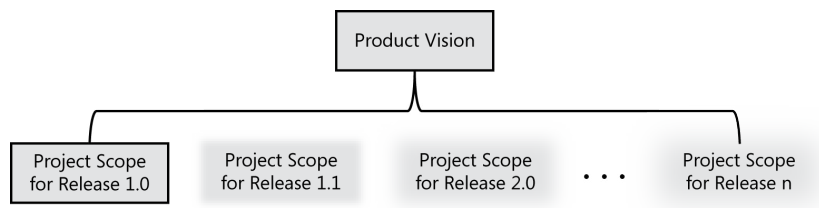 Product Vision
Project Scope
for Release 1.0
Project Scope
for Release 1.1
Project Scope
for Release 2.0
. . .
Project Scope
for Release n